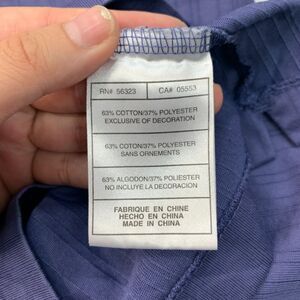 RN# 56323 CA# 05553
63% COTTON/37% POLYESTER
EXCLUSIVE OF DECORATION
63% COTON/37% POLYESTER
SANS ORNEMENTS
63% ALGODON/37% POLIESTER
NO INCLUYE LA DECORACION
FABRIQUE EN CHINE
HECHO EN CHINA
MADE IN CHINA